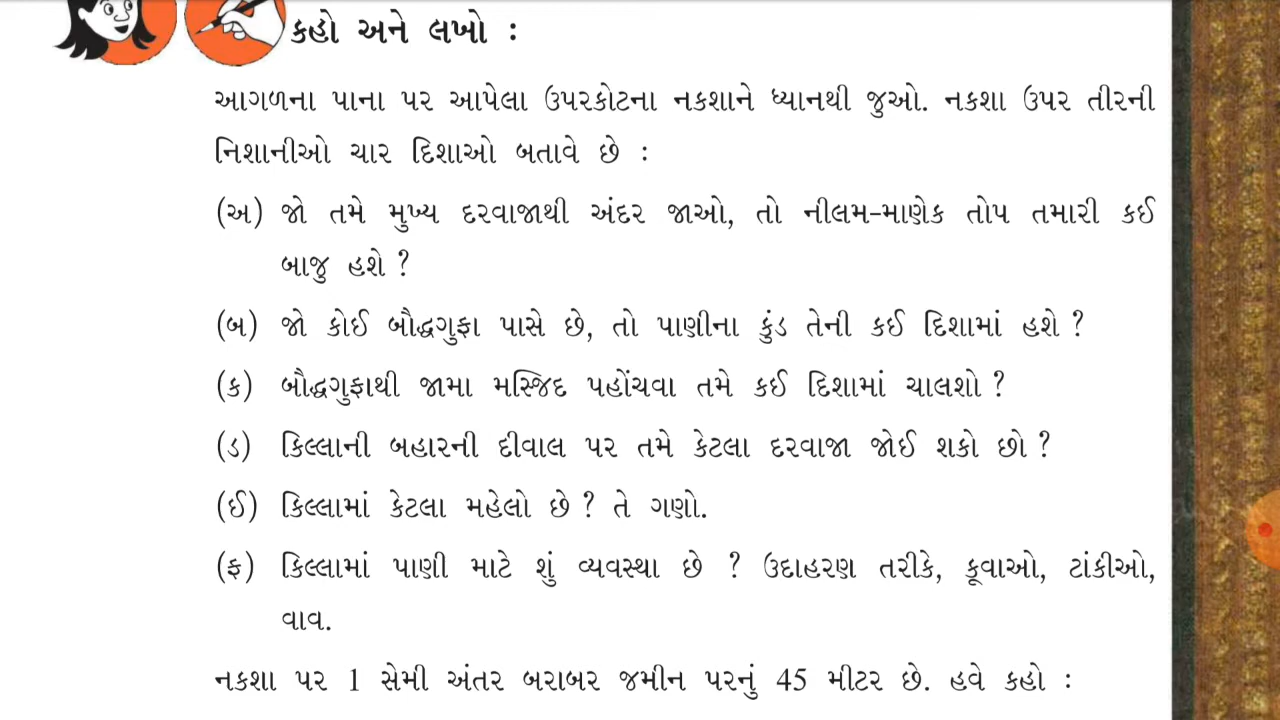 કહો અને લખો :
આગળના પાના પર આપેલા ઉપરકોટના નકશાને ધ્યાનથી જુઓ. નકશા ઉપર તીરની
નિશાનીઓ ચાર દિશાઓ બતાવે છે :
(અ) જો તમે મુખ્ય દરવાજાથી અંદર જાઓ, તો નીલમ-માણેક તોપ તમારી કઈ
બાજુ હશે ?
(બ) જો કોઈ બૌદ્ધગુફા પાસે છે, તો પાણીના કુંડ તેની કઈ દિશામાં હશે ?
(ક) બૌદ્ધગુફાથી જામા મસ્જિદ પહોંચવા તમે કઈ દિશામાં ચાલશો ?
(ડ) કિલ્લાની બહારની દીવાલ પર તમે કેટલા દરવાજા જોઈ શકો છો ?
(ઈ) કિલ્લામાં કેટલા મહેલો છે ? તે ગણો.
(ફ) કિલ્લામાં પાણી માટે શું વ્યવસ્થા છે ? ઉદાહરણ તરીકે, કૂવાઓ, ટાંકીઓ,
વાવ.
નકશા પર 1 સેમી અંતર બરાબર જમીન પરનું 45 મીટર છે. હવે કહો :